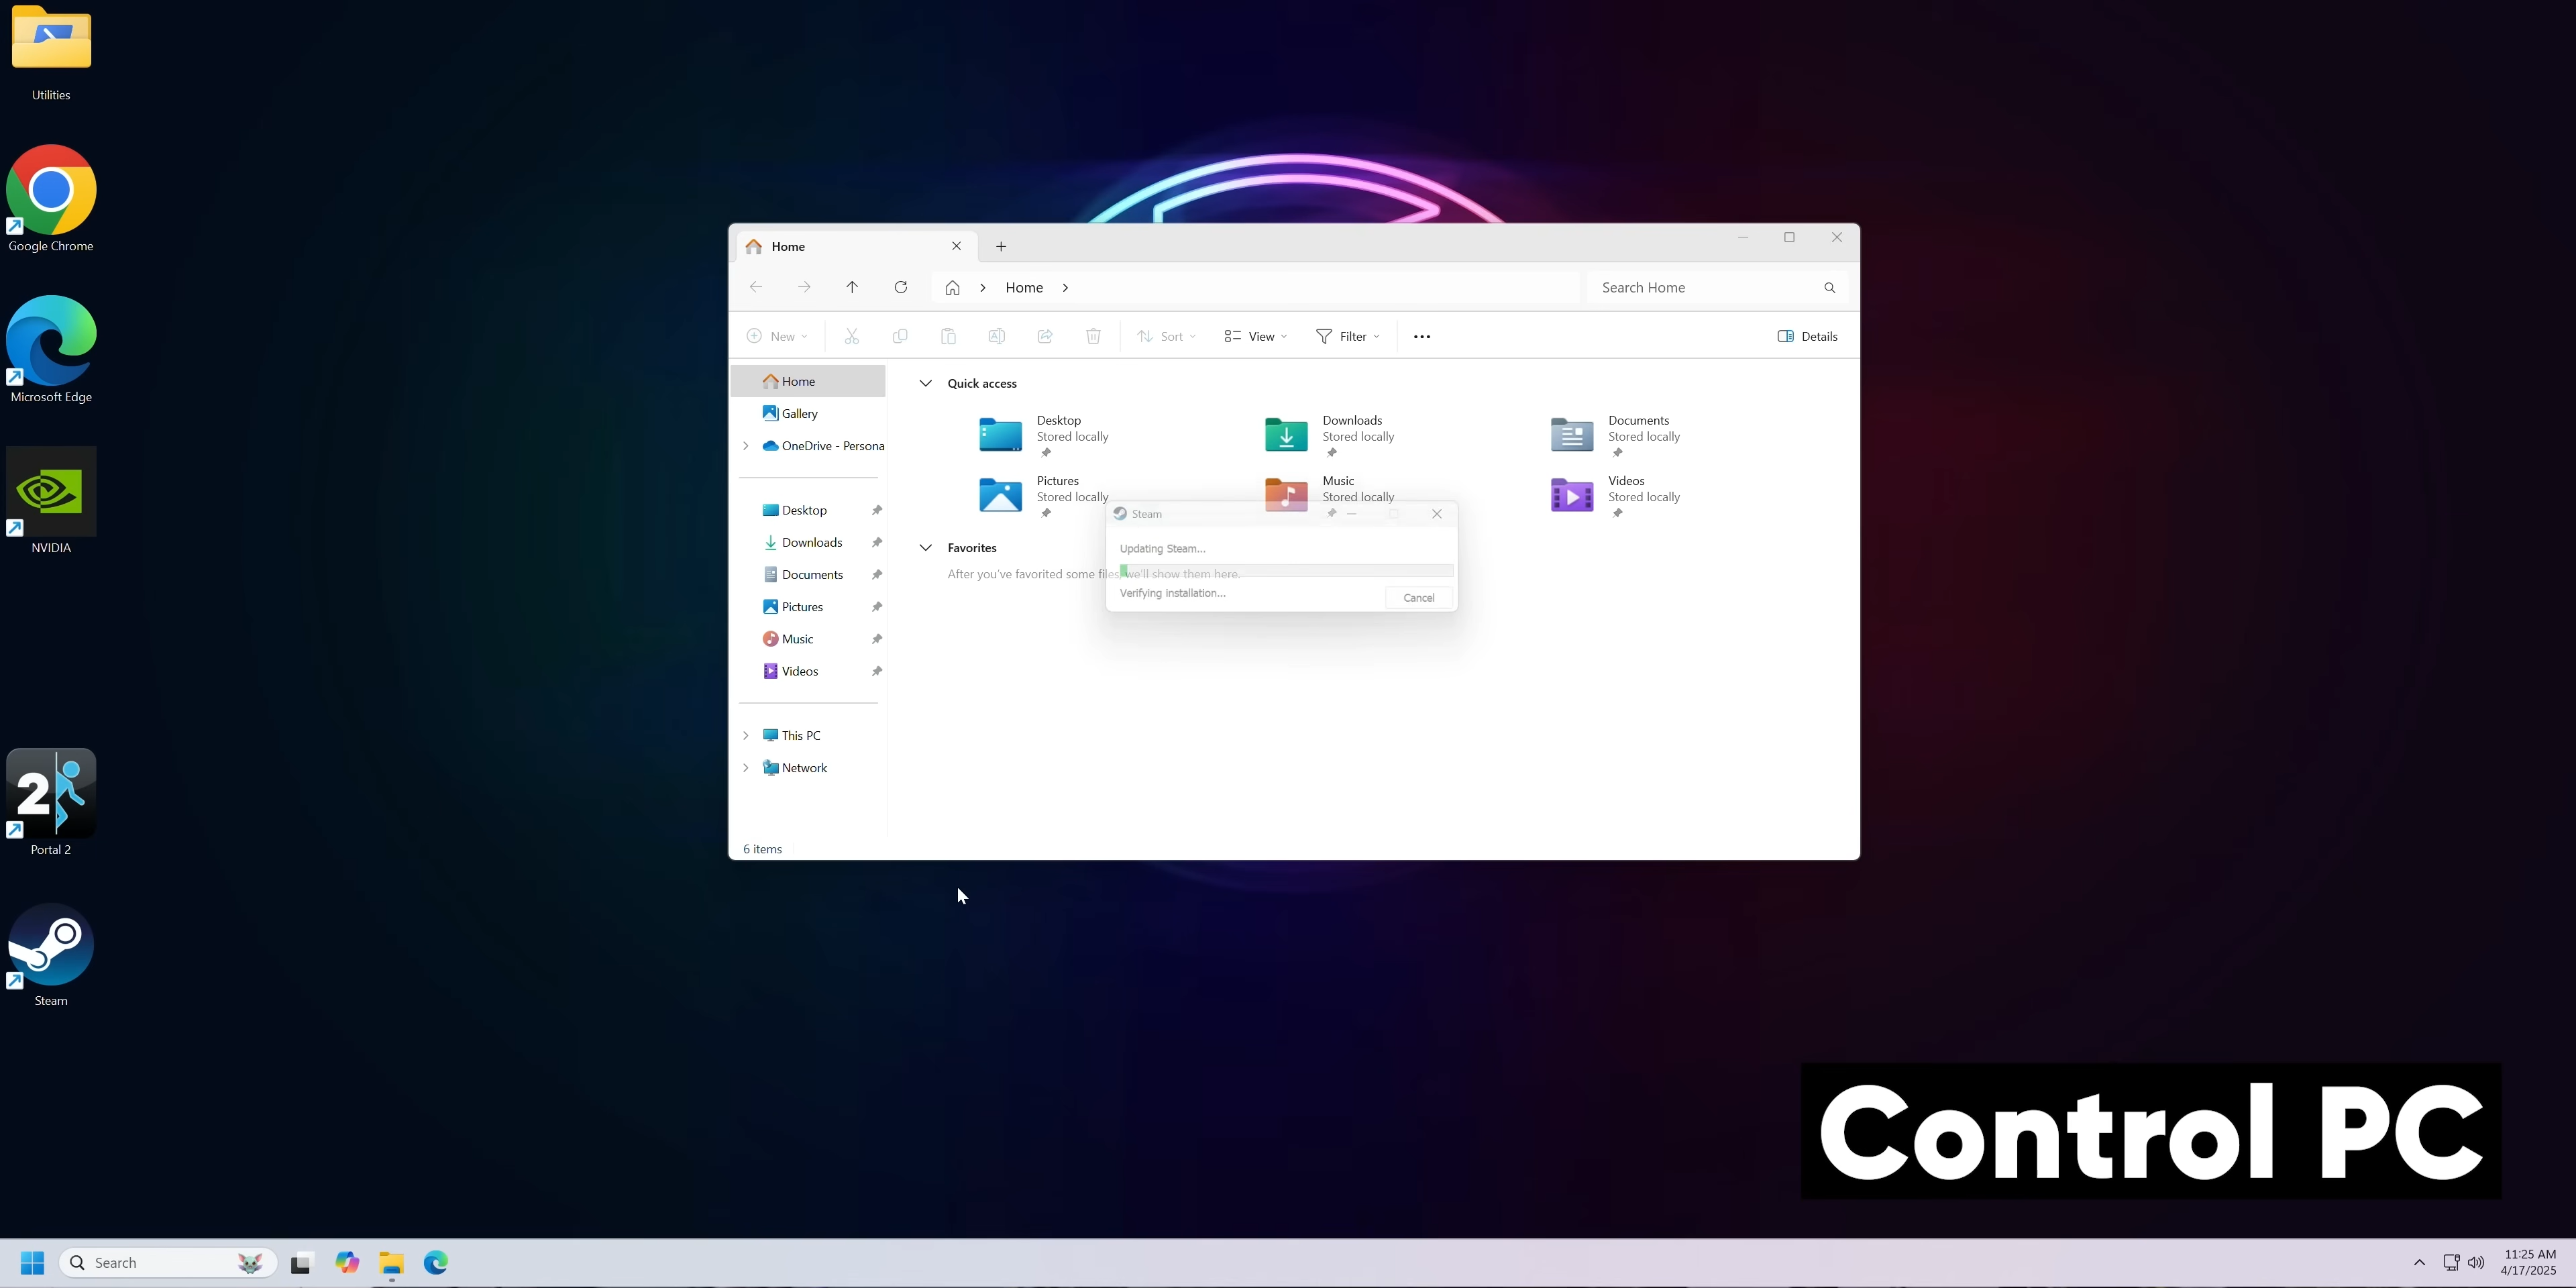 Utilities
Google Chrome
Microsoft Edge
NVIDIA
2
Portal 2
Steam
Home
Home
Search Home
New
Sort
View
Filter
Details
Home
Gallery
OneDrive - Persona
Desktop
Downloads
Documents
Pictures
Music
Videos
This PC
Network
Quick access
Desktop
Stored locally
Downloads
Stored locally
Documents
Stored locally
Pictures
Stored locally
Music
Stored locally
Videos
Stored locally
Favorites
After you've favorited some files, we'll show them here.
Steam
Updating Steam...
Verifying installation...
Cancel
6 items
Control PC
Search
11:25 AM
4/17/2025